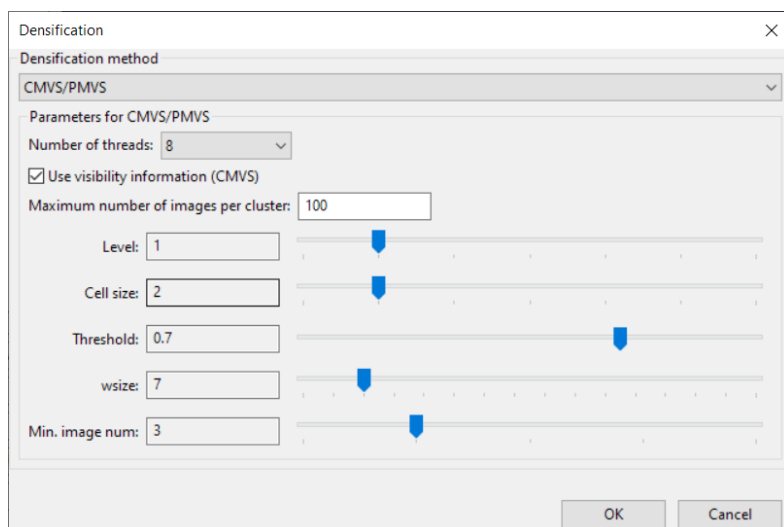 Densification
Densification method
CMVS/PMVS
Parameters for CMVS/PMVS
Number of threads: 8
Use visibility information (CMVS)
Maximum number of images per cluster: 100
Level: 1
Cell size: 2
Threshold: 0.7
wsize: 7
Min. image num: 3
OK Cancel